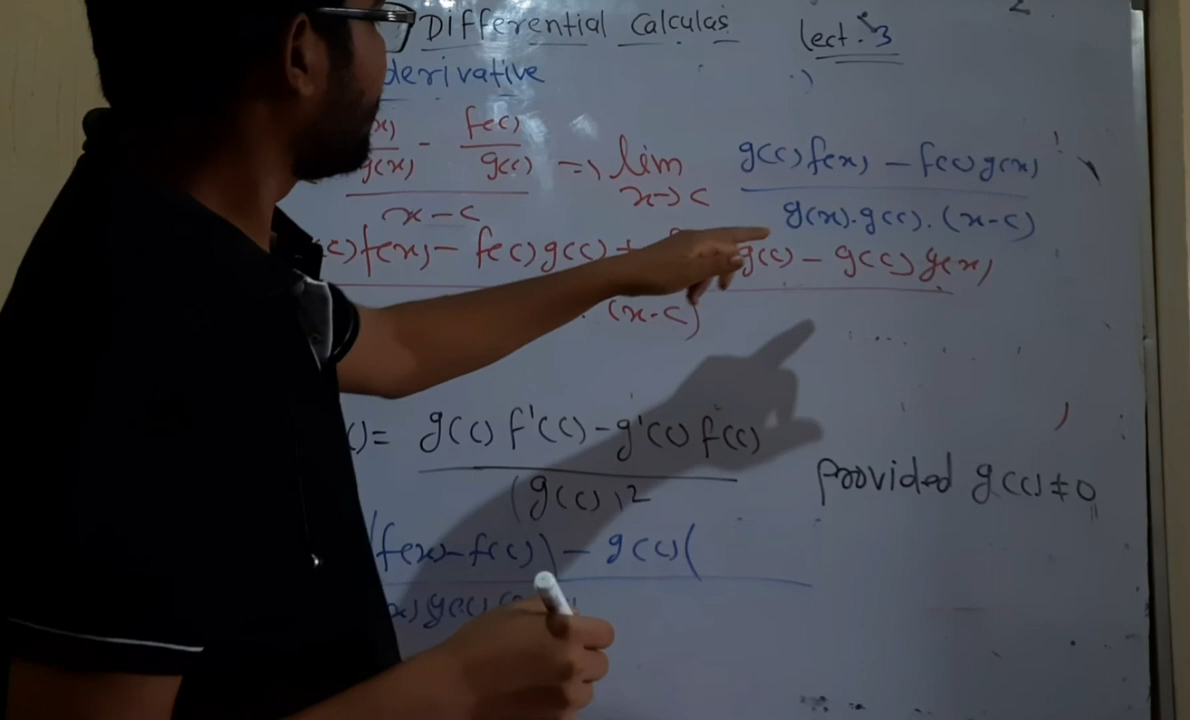 Differential Calculas Lect. 3
derivative
x) / g(x) - f(c) / g(c) => lim g(c) f(x) - f(c) g(x)
x - c x->c g(x). g(c). (x-c)
c) f(x) - f(c) g(c) + g(c) - g(c) g(x)
(x-c)
)= g(c) f'(c) - g'(c) f(c)
(g(c))2 provided g(c) ≠ 0
(f(x) - f(c)) - g(c)(
x) g(c)